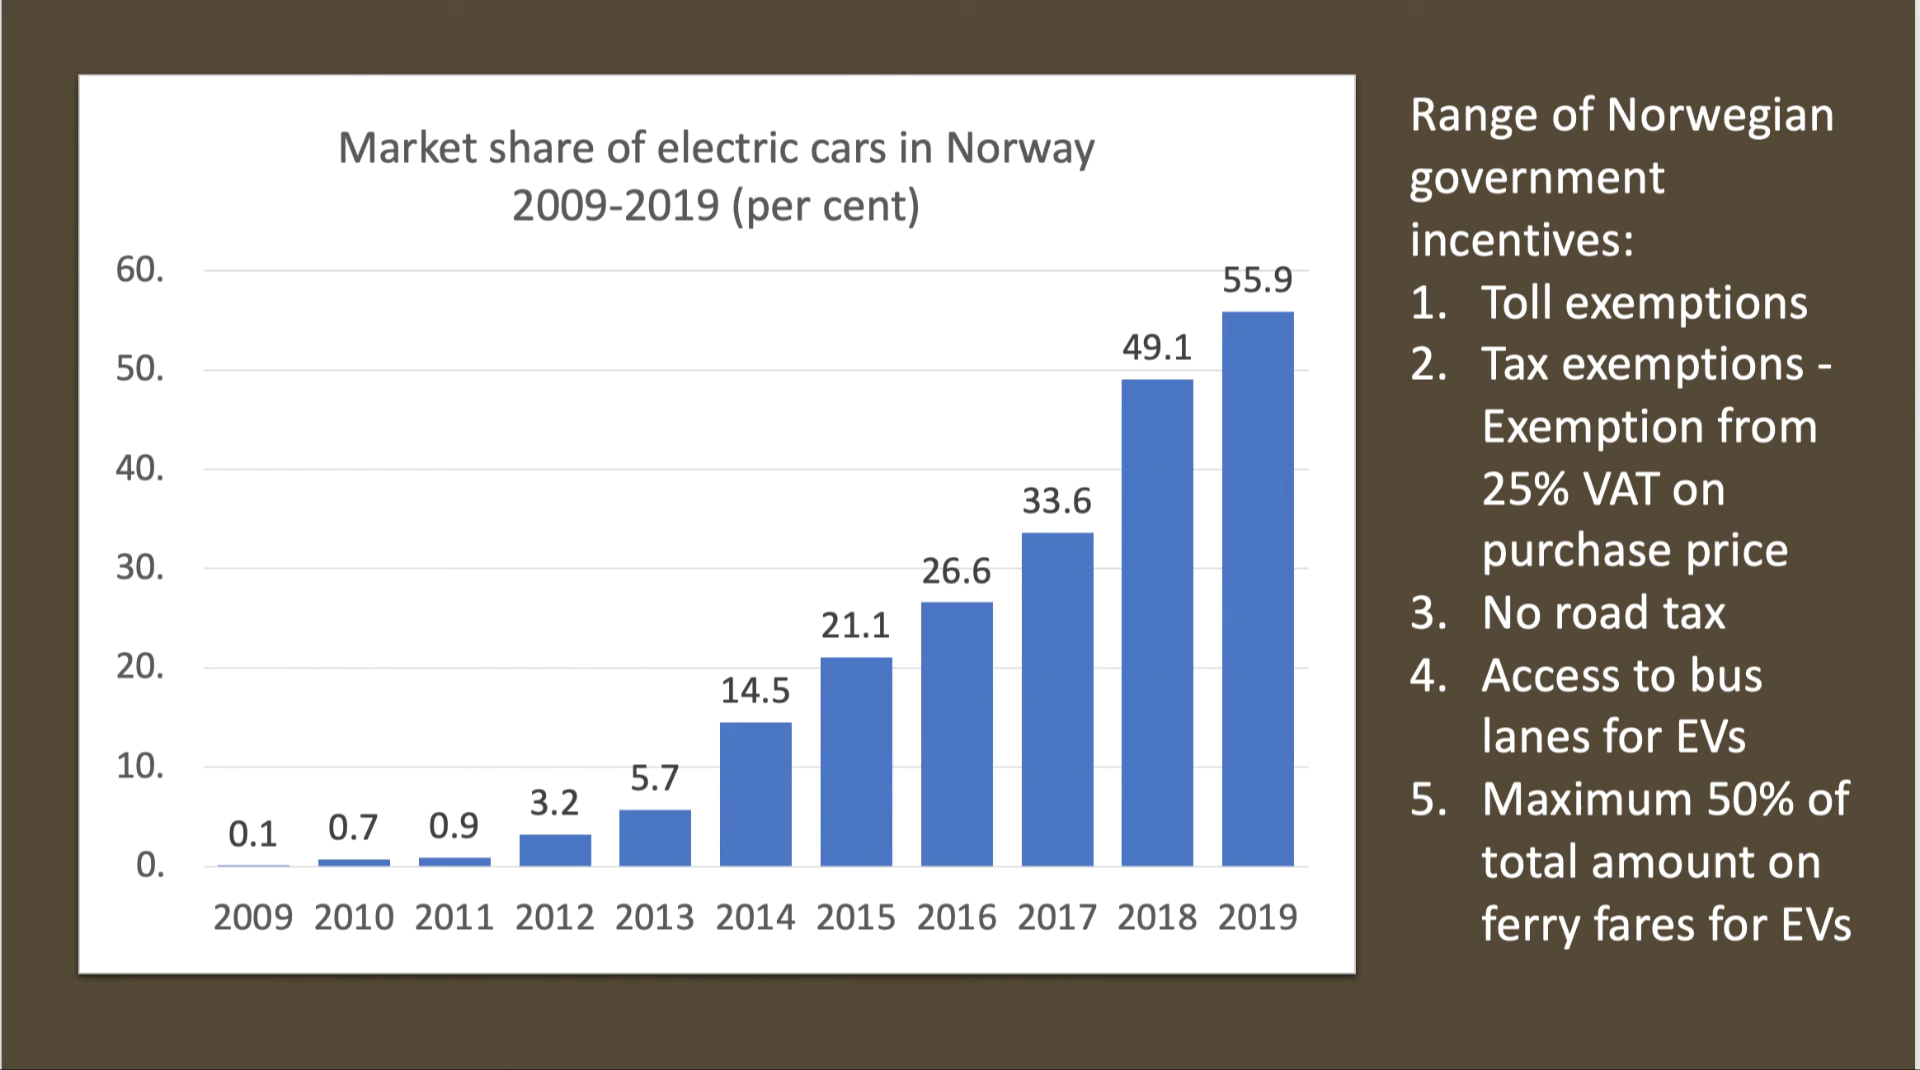 Market share of electric cars in Norway
2009-2019 (per cent)
60.
50.
40.
30.
20.
10.
0.
0.1
0.7
0.9
3.2
5.7
14.5
21.1
26.6
33.6
49.1
55.9
2009 2010 2011 2012 2013 2014 2015 2016 2017 2018 2019
Range of Norwegian
government
incentives:
1. Toll exemptions
2. Tax exemptions -
Exemption from
25% VAT on
purchase price
3. No road tax
4. Access to bus
lanes for EVs
5. Maximum 50% of
total amount on
ferry fares for EVs